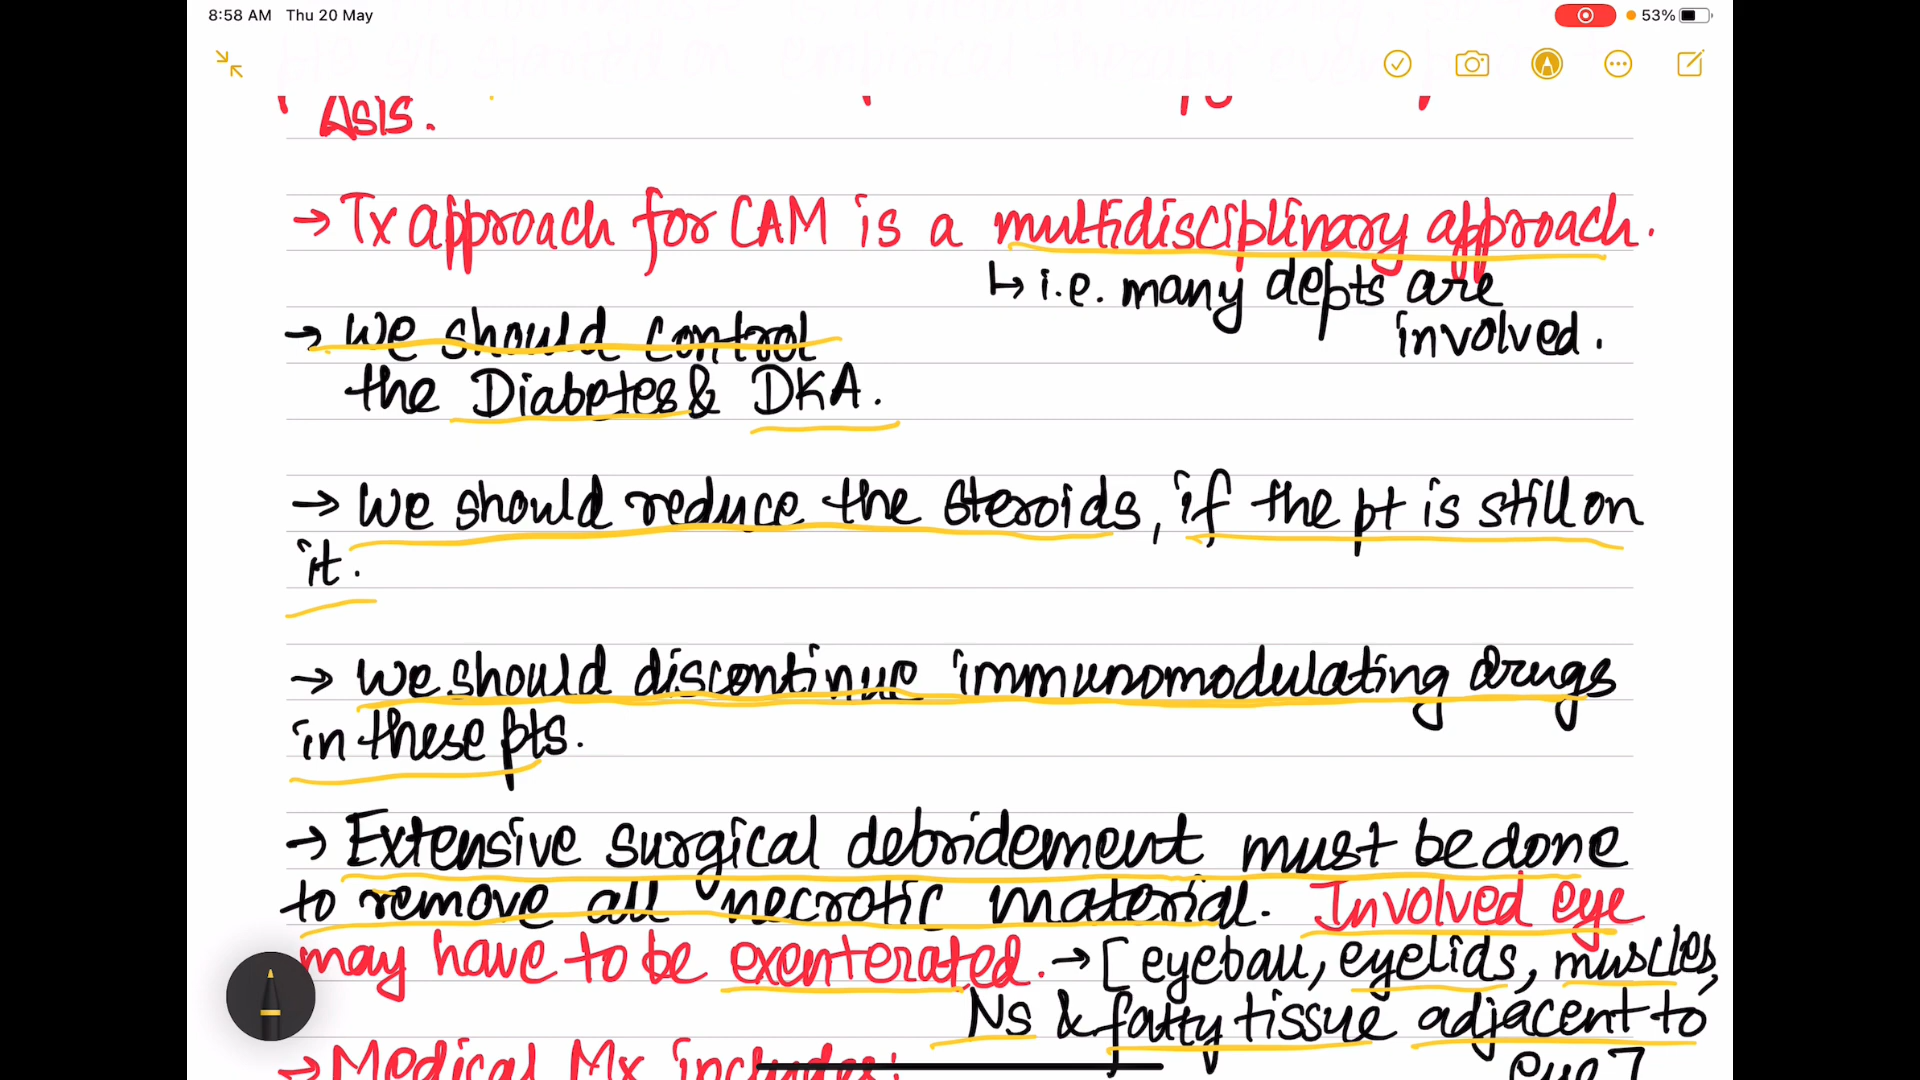 8:58 AM Thu 20 May
53%
Asis.
→ Tx approach for CAM is a multidisciplinary approach.
↳ i.e. many depts are
involved.
→ We should control
the Diabetes & DKA.
→ We should reduce the steroids, if the pt is still on
it.
→ We should discontinue immunomodulating drugs
in these pts.
→ Extensive surgical debridement must be done
to remove all necrotic material. Involved eye
may have to be exenterated. → [eyeball, eyelids, muscles,
Ns & fatty tissue adjacent to
eye]
→ Medical Mx includes: